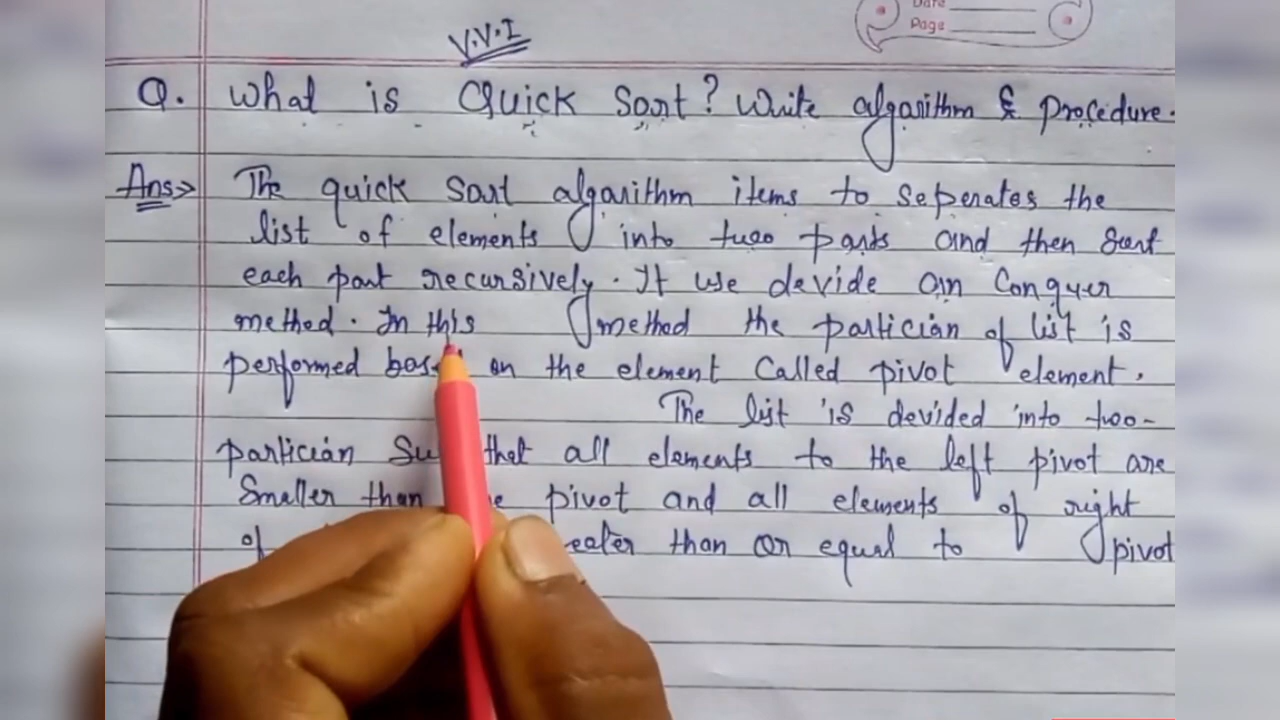 Date
Page
V.V.I
Q. What is Quick Sort? Write algorithm & procedure.
Ans⇒ The quick sort algorithm items to seperates the
list of elements into two parts and then sort
each part recursively. It use devide an Conquer
method. In this method the partician of list is
performed on the element Called pivot element.
The list is devided into two-
partician that all elements to the left pivot are
Smaller than pivot and all elements of right
of than or equal to pivot